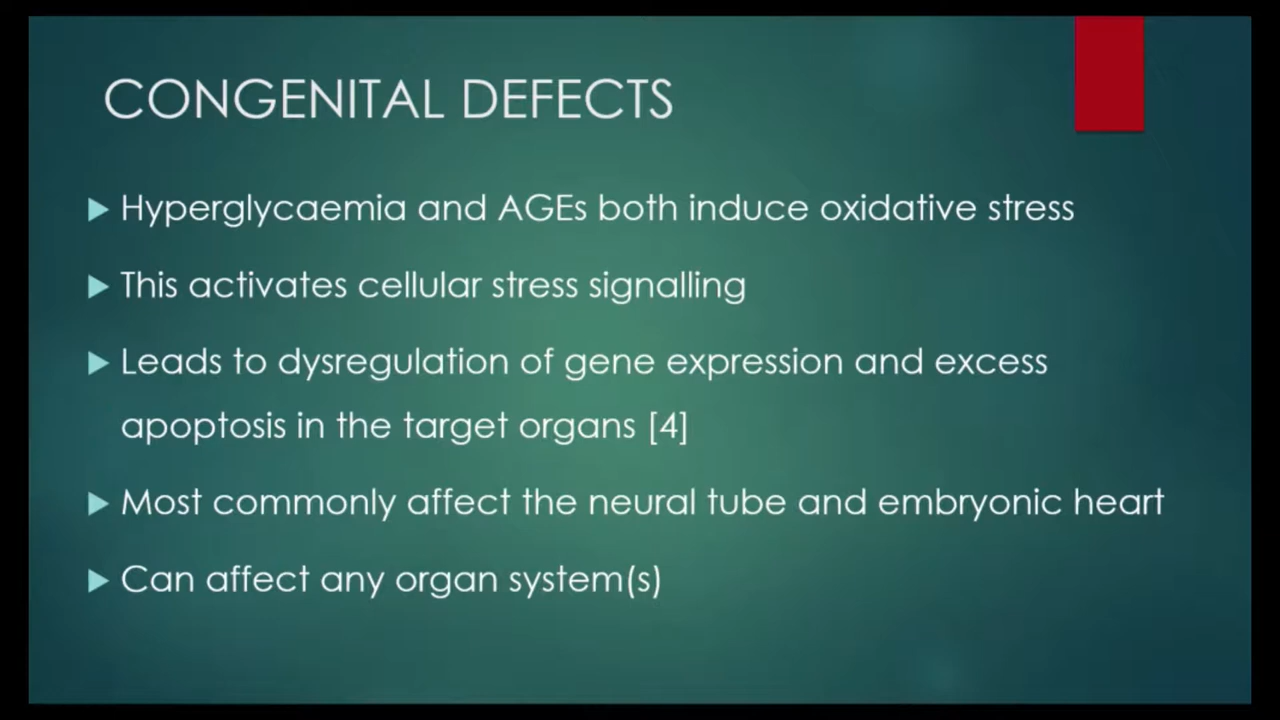 CONGENITAL DEFECTS
Hyperglycaemia and AGEs both induce oxidative stress
This activates cellular stress signalling
Leads to dysregulation of gene expression and excess
apoptosis in the target organs [4]
Most commonly affect the neural tube and embryonic heart
Can affect any organ system(s)